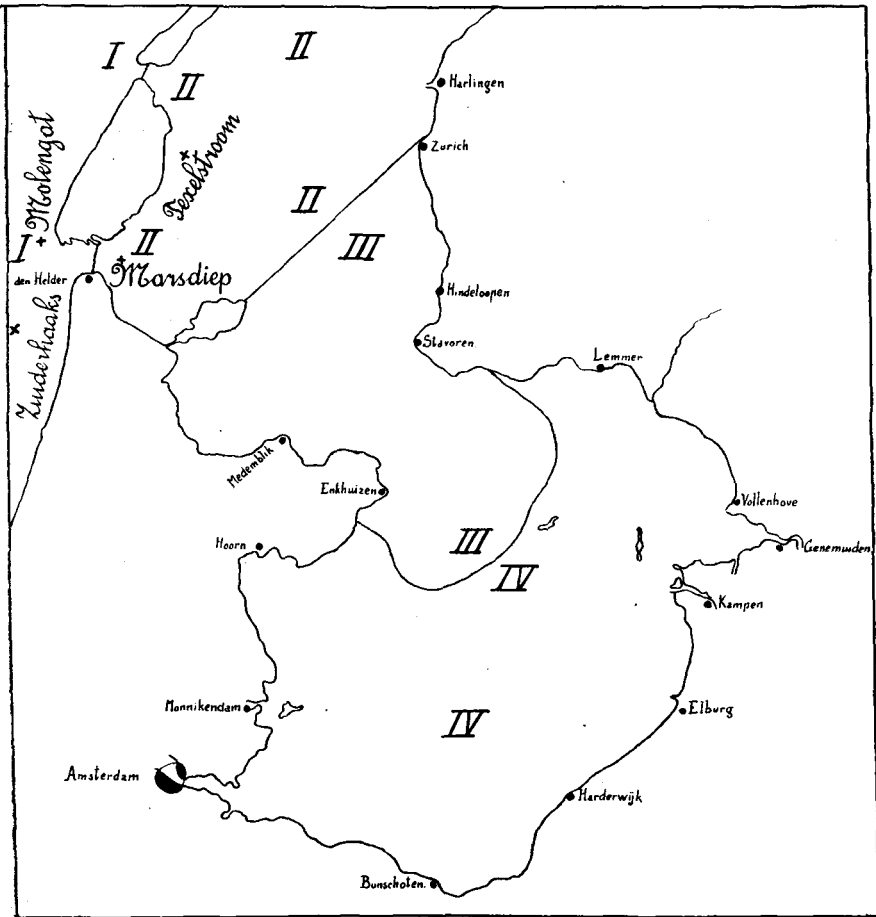 I
II
II
Harlingen
Zurich
Molengat
Texelstroom
II
III
I
II
den Helder
Marsdiep
Hindeloopen
Zuiderhaaks
Stavoren
Lemmer
Medemblik
Enkhuizen
Vollenhove
Hoorn
III
IV
Genemuiden
Kampen
Monnikendam
IV
Elburg
Amsterdam
Harderwijk
Bunschoten.